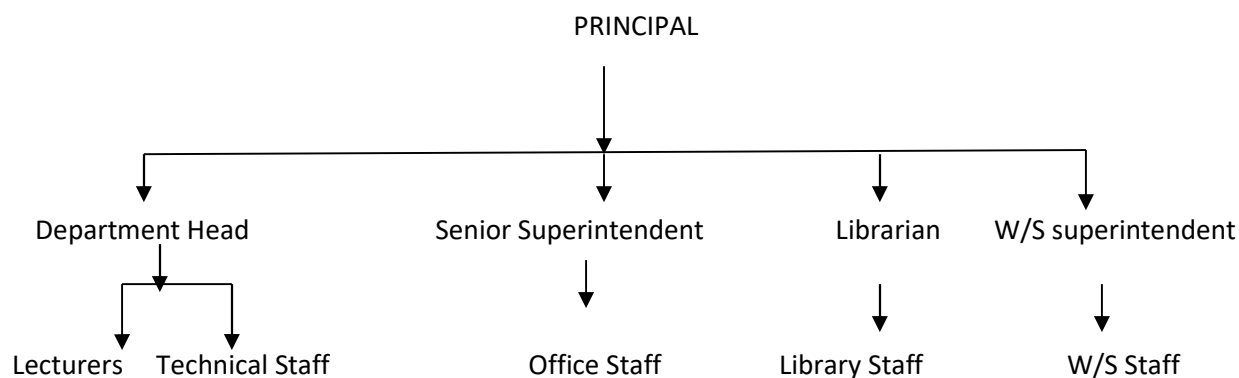 PRINCIPAL
Department Head Senior Superintendent Librarian W/S superintendent
Lecturers Technical Staff Office Staff Library Staff W/S Staff